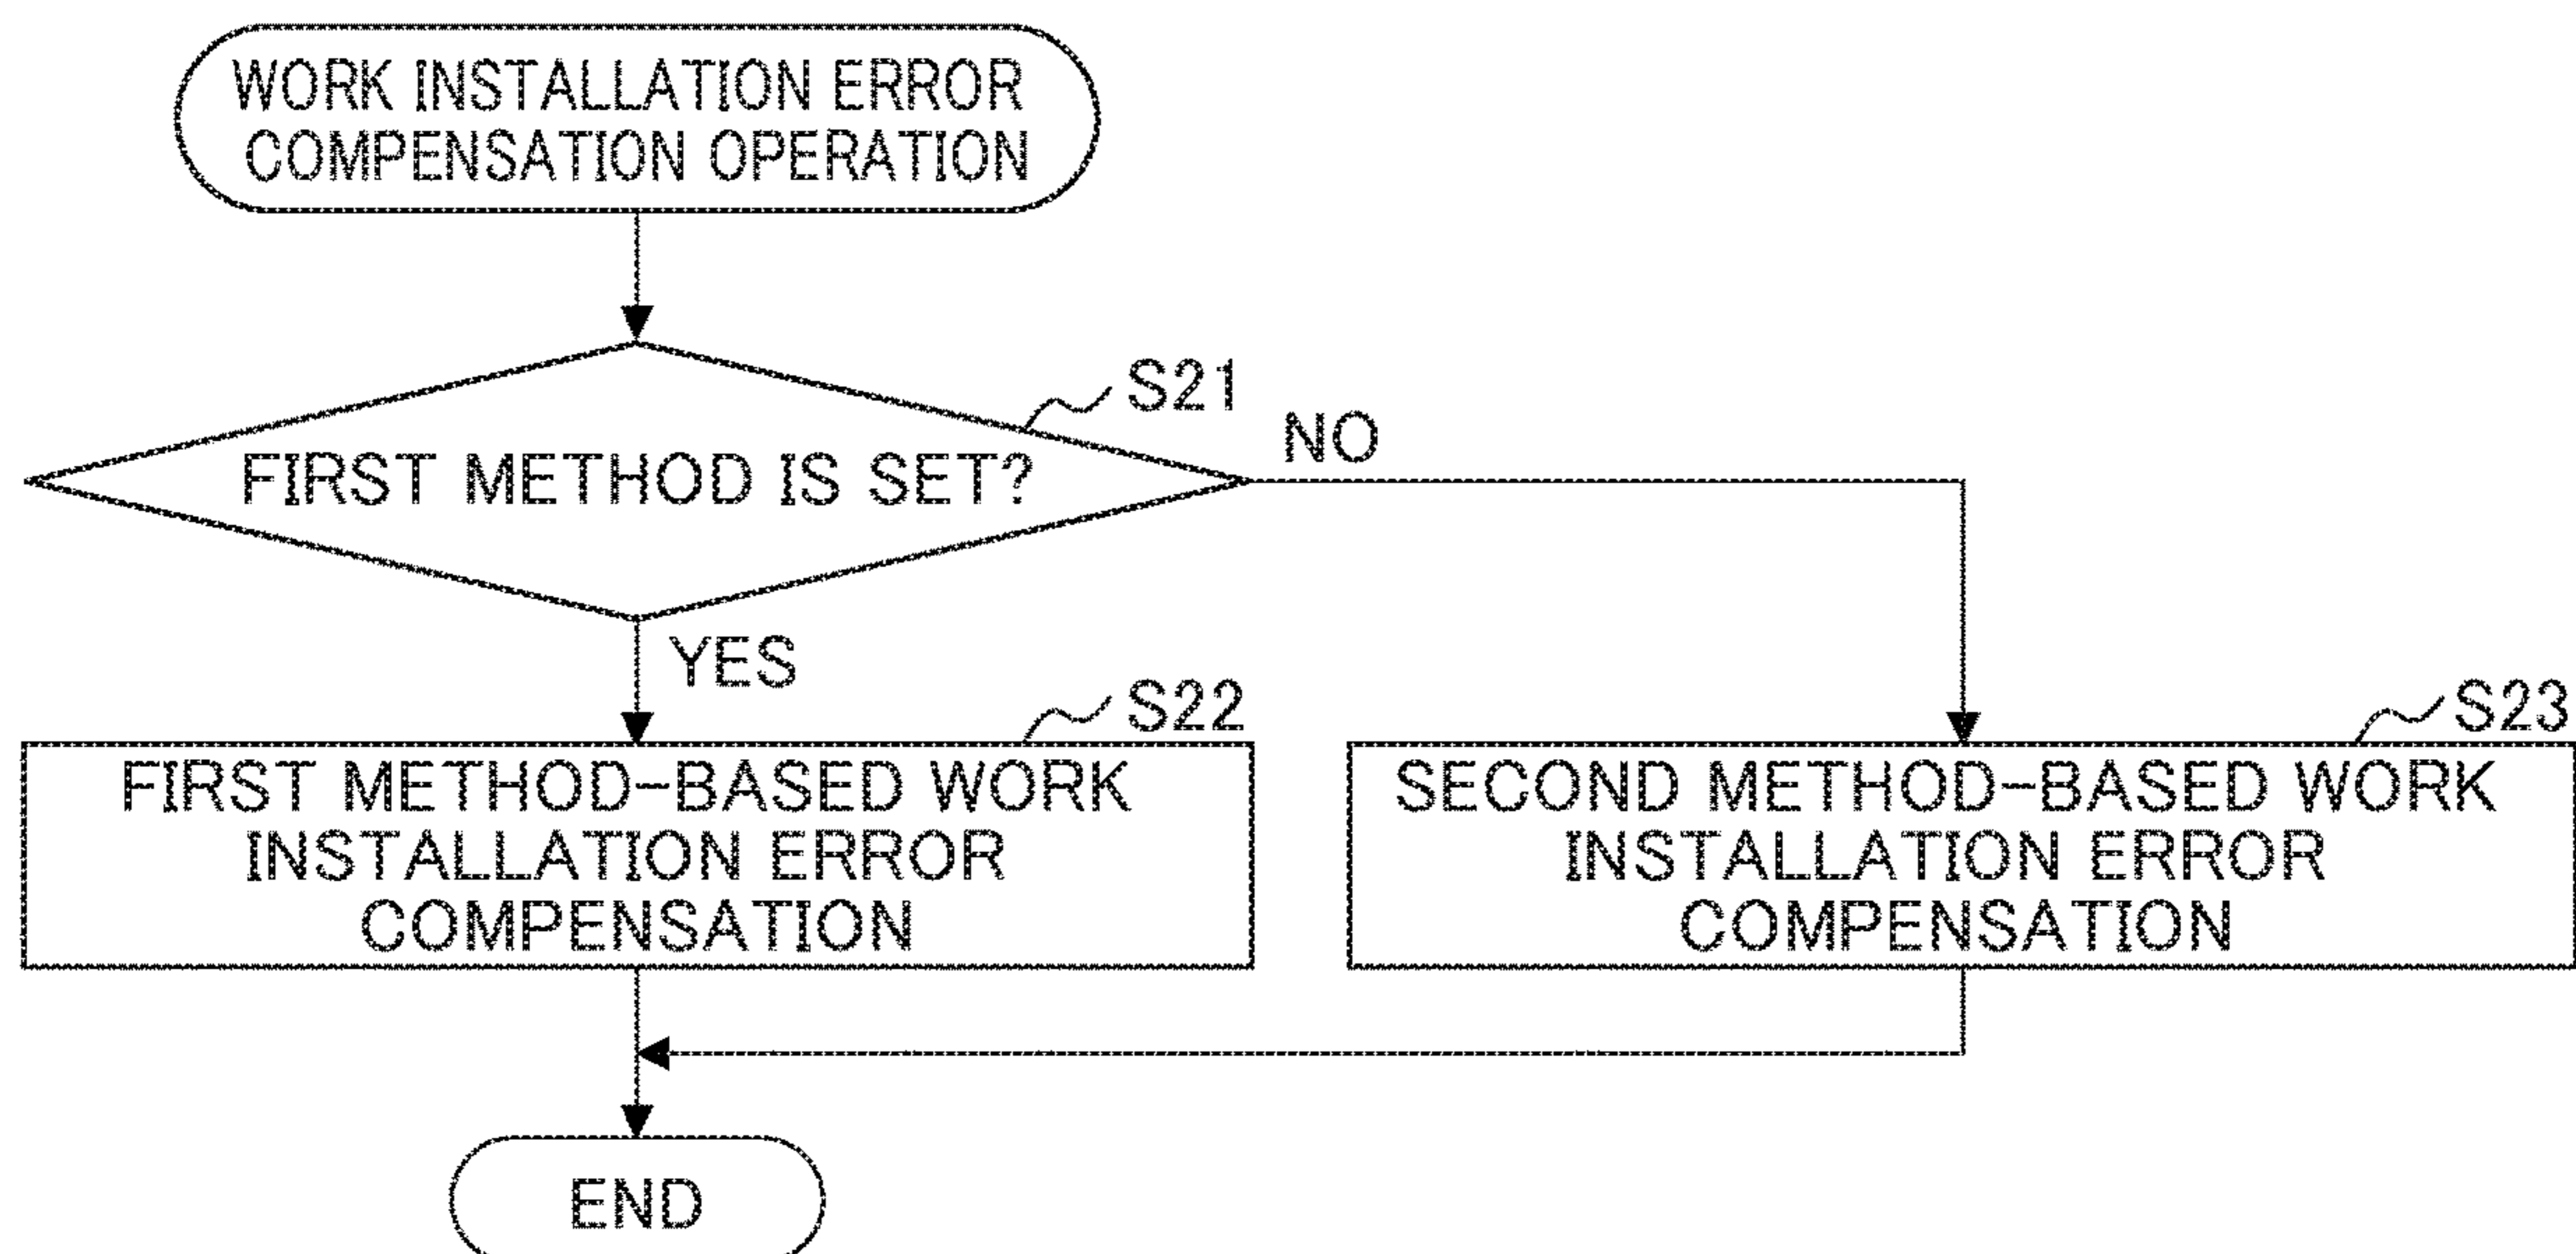 WORK INSTALLATION ERROR
COMPENSATION OPERATION
S21
FIRST METHOD IS SET?
NO
YES
S22
FIRST METHOD-BASED WORK
INSTALLATION ERROR
COMPENSATION
S23
SECOND METHOD-BASED WORK
INSTALLATION ERROR
COMPENSATION
END